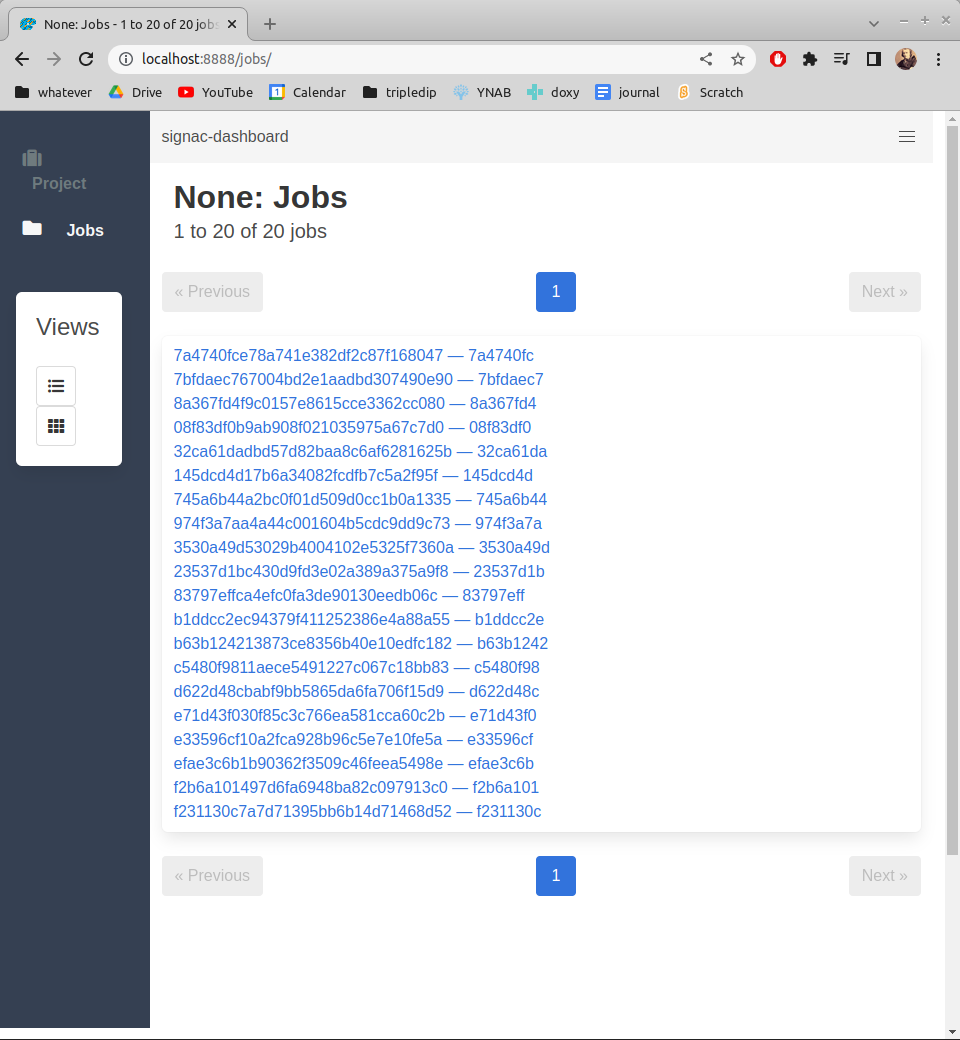 None: Jobs - 1 to 20 of 20 jobs
localhost:8888/jobs/
whatever
Drive
YouTube
1
Calendar
tripledip
YNAB
doxy
journal
Scratch
Project
Jobs
Views
signac-dashboard
None: Jobs
1 to 20 of 20 jobs
« Previous
1
Next »
7a4740fce78a741e382df2c87f168047 — 7a4740fc
7bfdaec767004bd2e1aadbd307490e90 — 7bfdaec7
8a367fd4f9c0157e8615cce3362cc080 — 8a367fd4
08f83df0b9ab908f021035975a67c7d0 — 08f83df0
32ca61dadbd57d82baa8c6af6281625b — 32ca61da
145dcd4d17b6a34082fcdfb7c5a2f95f — 145dcd4d
745a6b44a2bc0f01d509d0cc1b0a1335 — 745a6b44
974f3a7aa4a44c001604b5cdc9dd9c73 — 974f3a7a
3530a49d53029b4004102e5325f7360a — 3530a49d
23537d1bc430d9fd3e02a389a375a9f8 — 23537d1b
83797effca4efc0fa3de90130eedb06c — 83797eff
b1ddcc2ec94379f411252386e4a88a55 — b1ddcc2e
b63b124213873ce8356b40e10edfc182 — b63b1242
c5480f9811aece5491227c067c18bb83 — c5480f98
d622d48cbabf9bb5865da6fa706f15d9 — d622d48c
e71d43f030f85c3c766ea581cca60c2b — e71d43f0
e33596cf10a2fca928b96c5e7e10fe5a — e33596cf
efae3c6b1b90362f3509c46feea5498e — efae3c6b
f2b6a101497d6fa6948ba82c097913c0 — f2b6a101
f231130c7a7d71395bb6b14d71468d52 — f231130c
« Previous
1
Next »